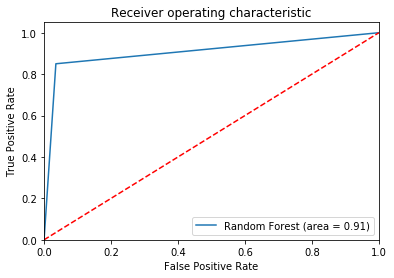 Receiver operating characteristic
True Positive Rate
1.0
0.8
0.6
0.4
0.2
0.0
Random Forest (area = 0.91)
0.0 0.2 0.4 0.6 0.8 1.0
False Positive Rate